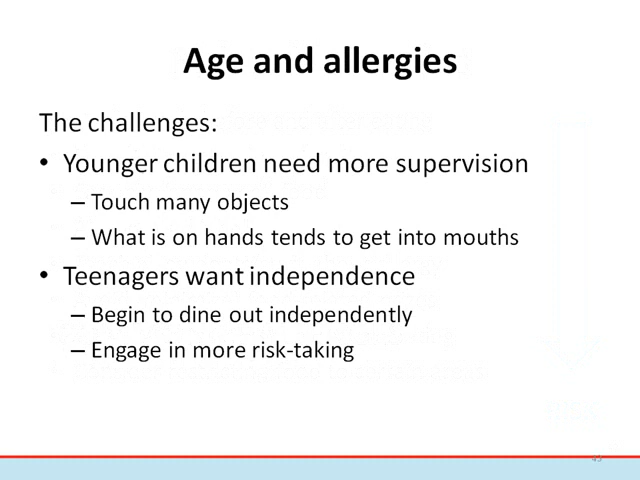 Age and allergies
The challenges:
• Younger children need more supervision
– Touch many objects
– What is on hands tends to get into mouths
• Teenagers want independence
– Begin to dine out independently
– Engage in more risk-taking